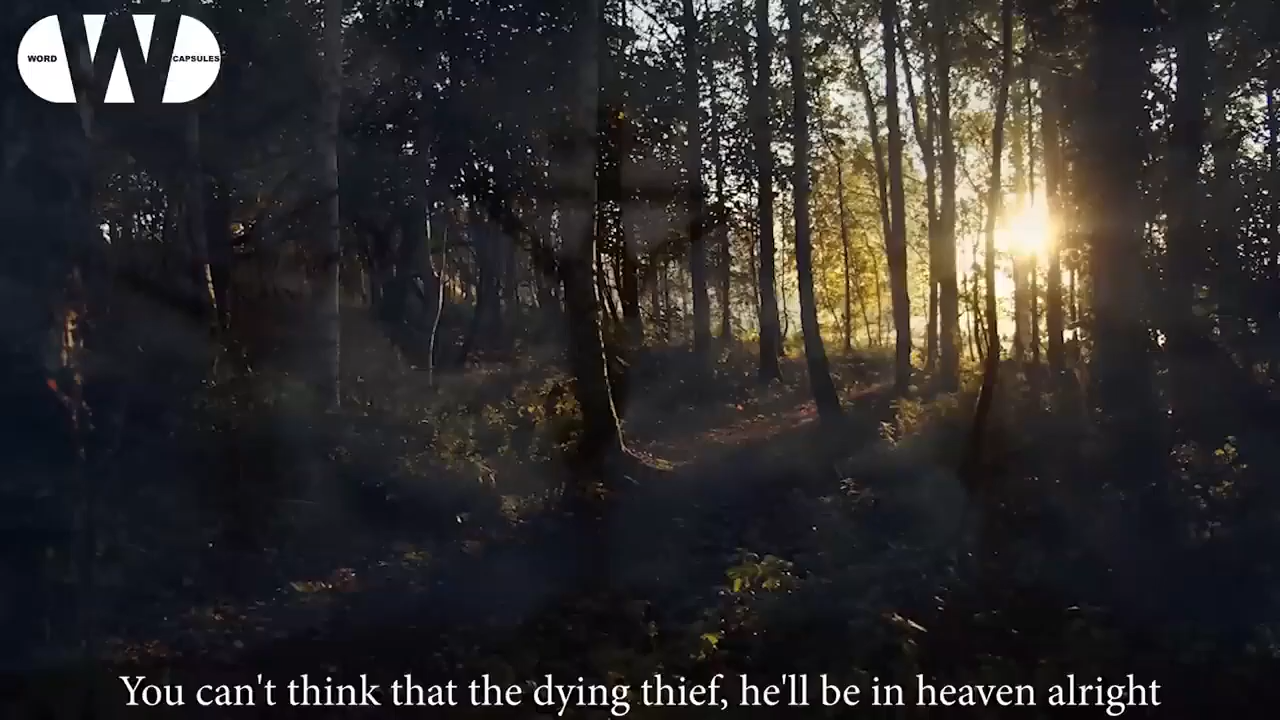 WORD
W
CAPSULES
You can't think that the dying thief, he'll be in heaven alright